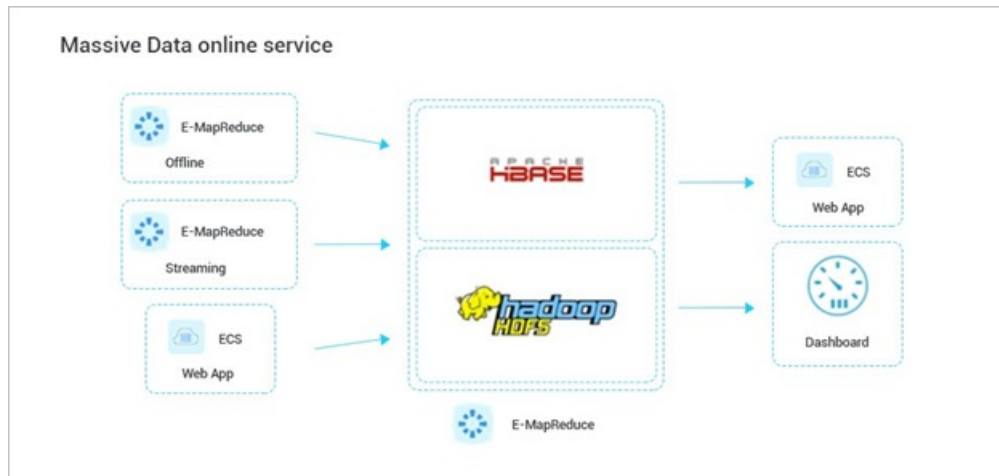 Massive Data online service
E-MapReduce
Offline
E-MapReduce
Streaming
ECS
Web App
APACHE
HBASE
hadoop
HDFS
E-MapReduce
ECS
Web App
Dashboard